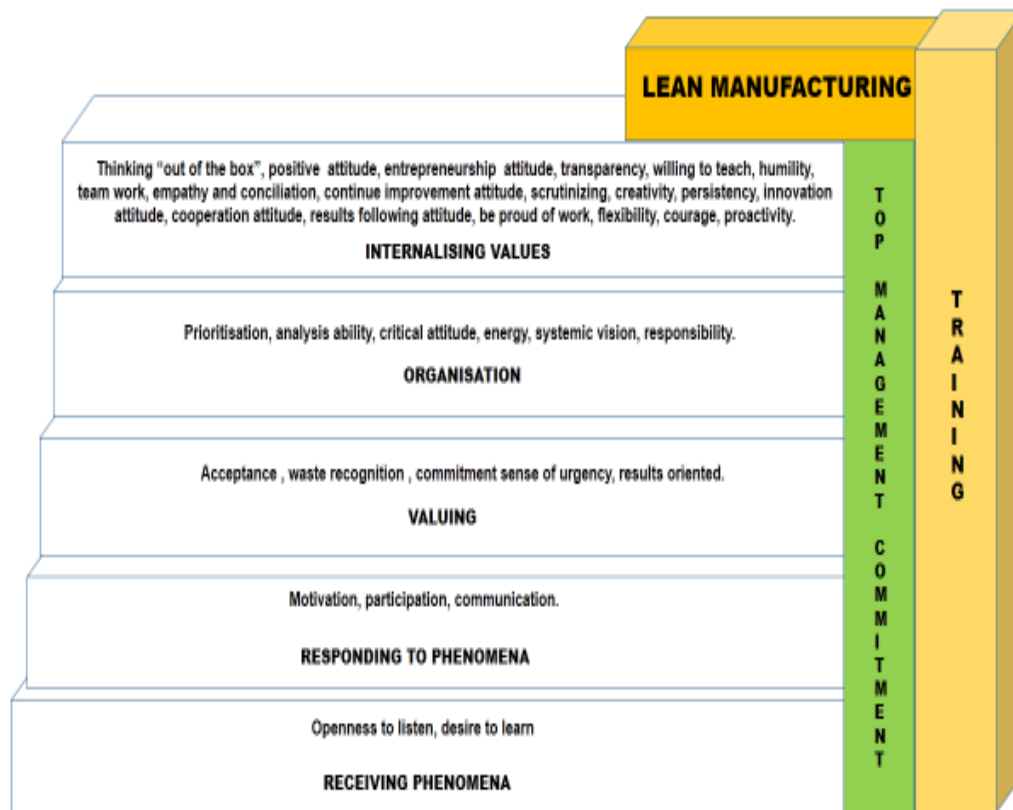 LEAN MANUFACTURING
Thinking “out of the box”, positive attitude, entrepreneurship attitude, transparency, willing to teach, humility,
team work, empathy and conciliation, continue improvement attitude, scrutinizing, creativity, persistency, innovation
attitude, cooperation attitude, results following attitude, be proud of work, flexibility, courage, proactivity.
INTERNALISING VALUES
Prioritisation, analysis ability, critical attitude, energy, systemic vision, responsibility.
ORGANISATION
Acceptance , waste recognition , commitment sense of urgency, results oriented.
VALUING
Motivation, participation, communication.
RESPONDING TO PHENOMENA
Openness to listen, desire to learn
RECEIVING PHENOMENA
TOP MANAGEMENT COMMITMENT
TRAINING